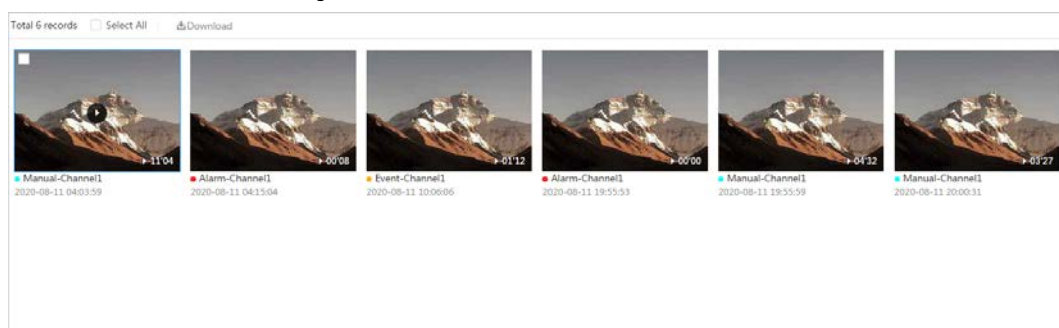 Total 6 records Select All Download
11:04 00:08 01:12 00:00 04:32 03:27
Manual-Channel1 Alarm-Channel1 Event-Channel1 Alarm-Channel1 Manual-Channel1 Manual-Channel1
2020-08-11 04:03:59 2020-08-11 04:15:04 2020-08-11 10:06:06 2020-08-11 19:55:53 2020-08-11 19:55:59 2020-08-11 20:00:31